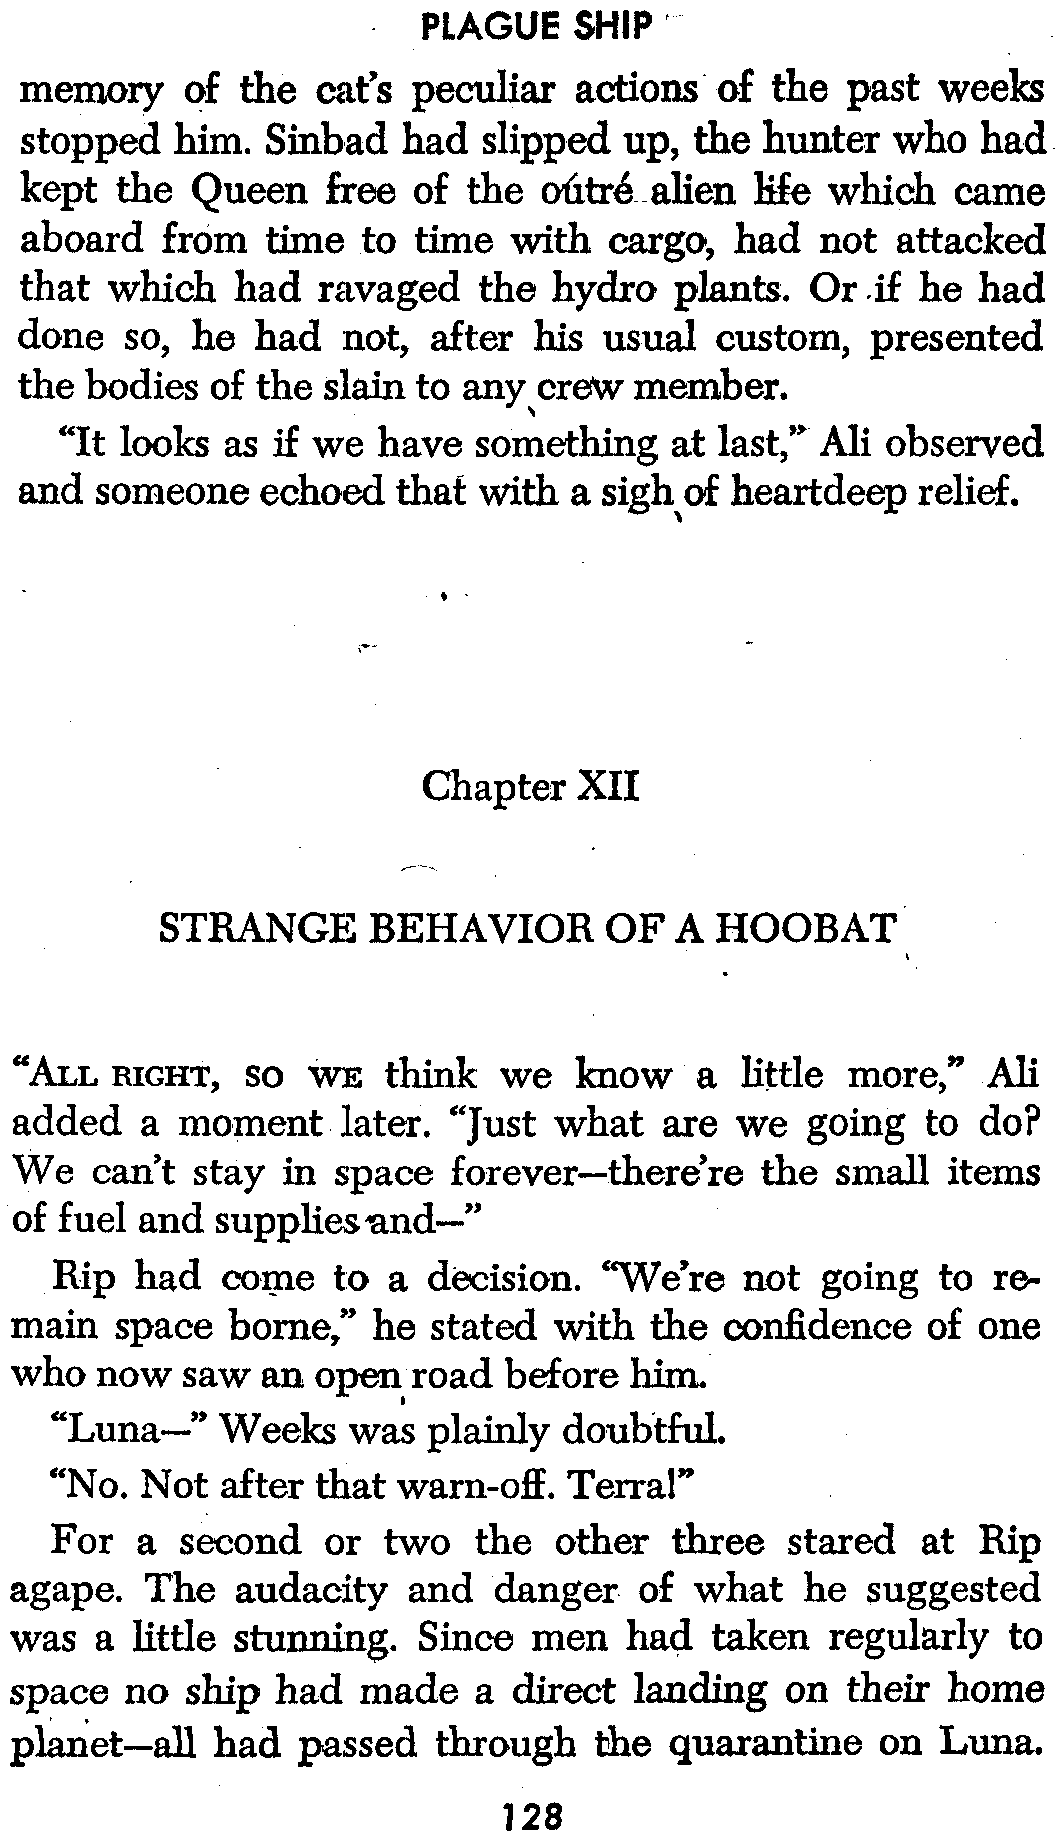 PLAGUE SHIP
memory of the cat's peculiar actions of the past weeks
stopped him. Sinbad had slipped up, the hunter who had
kept the Queen free of the oútré alien life which came
aboard from time to time with cargo, had not attacked
that which had ravaged the hydro plants. Or if he had
done so, he had not, after his usual custom, presented
the bodies of the slain to any crew member.
"It looks as if we have something at last," Ali observed
and someone echoed that with a sigh of heartdeep relief.
Chapter XII
STRANGE BEHAVIOR OF A HOOBAT
"ALL RIGHT, SO WE think we know a little more," Ali
added a moment later. "Just what are we going to do?
We can't stay in space forever—there're the small items
of fuel and supplies and—"
Rip had come to a decision. "We're not going to re-
main space borne," he stated with the confidence of one
who now saw an open road before him.
"Luna—" Weeks was plainly doubtful.
"No. Not after that warn-off. Terra!"
For a second or two the other three stared at Rip
agape. The audacity and danger of what he suggested
was a little stunning. Since men had taken regularly to
space no ship had made a direct landing on their home
planet—all had passed through the quarantine on Luna.
128